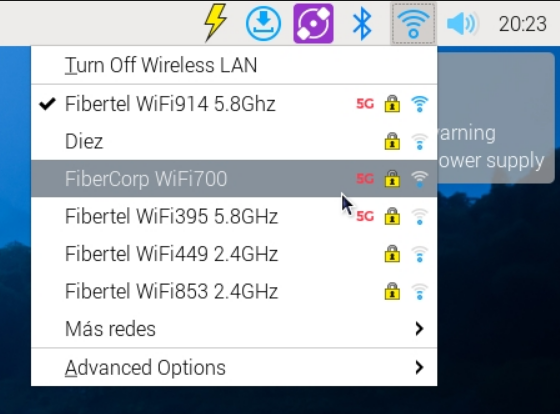 20:23
Turn Off Wireless LAN
Fibertel WiFi914 5.8Ghz 5G
Diez
FiberCorp WiFi700 5G
Fibertel WiFi395 5.8GHz 5G
Fibertel WiFi449 2.4GHz
Fibertel WiFi853 2.4GHz
Más redes
Advanced Options
ower supply